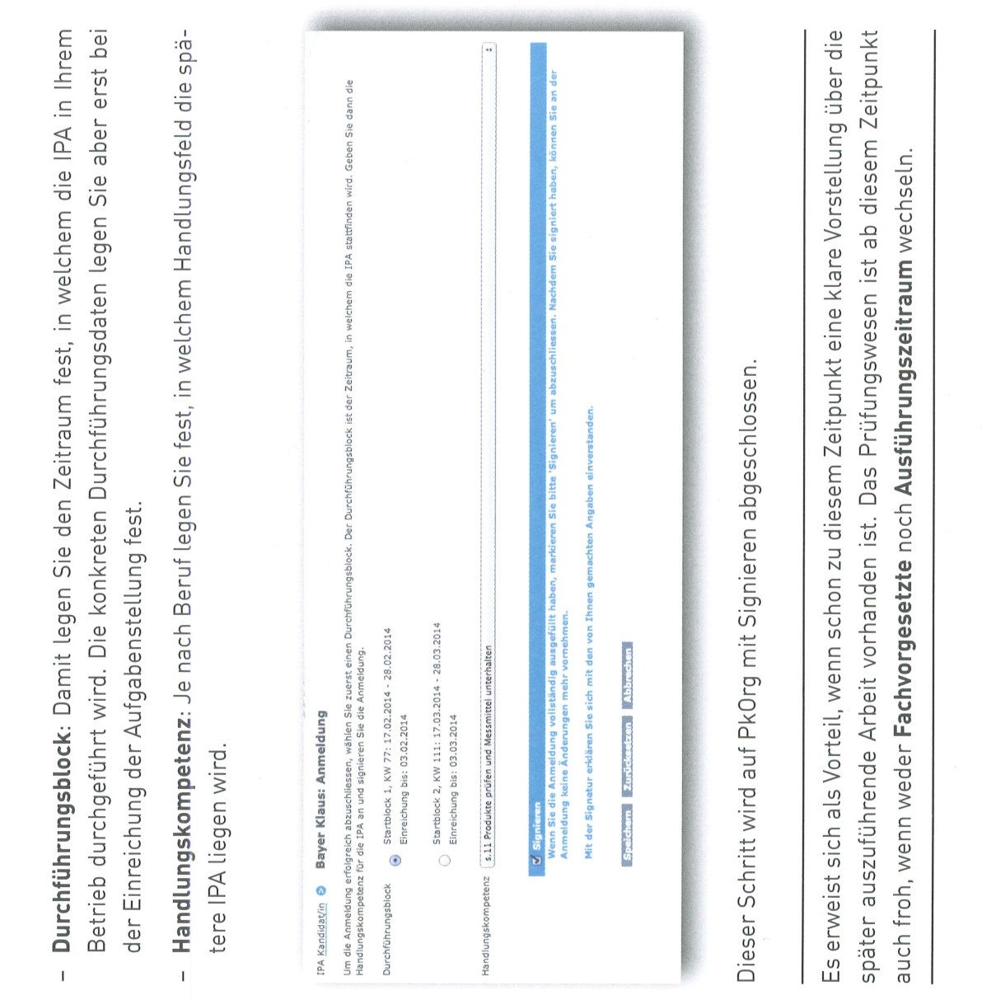 – Durchführungsblock: Damit legen Sie den Zeitraum fest, in welchem die IPA in Ihrem
Betrieb durchgeführt wird. Die konkreten Durchführungsdaten legen Sie aber erst bei
der Einreichung der Aufgabenstellung fest.
– Handlungskompetenz: Je nach Beruf legen Sie fest, in welchem Handlungsfeld die spä-
tere IPA liegen wird.
IPA Kandidat/in Bayer Klaus: Anmeldung
Um die Anmeldung erfolgreich abzuschliessen, wählen Sie zuerst einen Durchführungsblock. Der Durchführungsblock ist der Zeitraum, in welchem die IPA stattfinden wird. Geben Sie dann die
Handlungskompetenz für die IPA an und signieren Sie die Anmeldung.
Durchführungsblock Startblock 1, KW 77: 17.02.2014 - 28.02.2014
Einreichung bis: 03.02.2014
Startblock 2, KW 111: 17.03.2014 - 28.03.2014
Einreichung bis: 03.03.2014
Handlungskompetenz s.11 Produkte prüfen und Messmittel unterhalten
Signieren
Wenn Sie die Anmeldung vollständig ausgefüllt haben, markieren Sie bitte 'Signieren' um abzuschliessen. Nachdem Sie signiert haben, können Sie an der
Anmeldung keine Änderungen mehr vornehmen.
Mit der Signatur erklären Sie sich mit den von Ihnen gemachten Angaben einverstanden.
Speichern Zurücksetzen Abbrechen
Dieser Schritt wird auf PkOrg mit Signieren abgeschlossen.
Es erweist sich als Vorteil, wenn schon zu diesem Zeitpunkt eine klare Vorstellung über die
später auszuführende Arbeit vorhanden ist. Das Prüfungswesen ist ab diesem Zeitpunkt
auch froh, wenn weder Fachvorgesetzte noch Ausführungszeitraum wechseln.